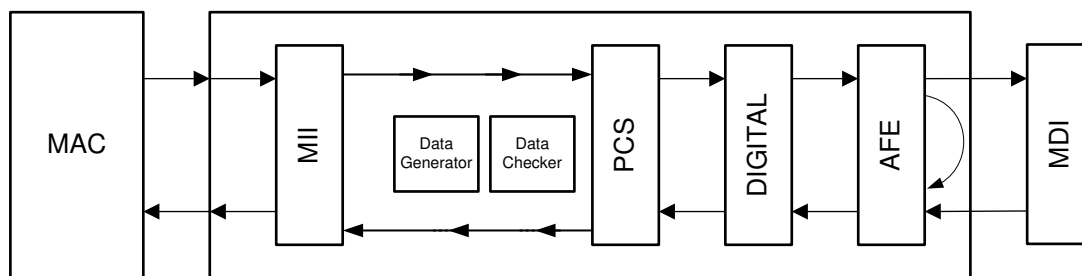 MAC
MII
Data
Generator
Data
Checker
PCS
DIGITAL
AFE
MDI